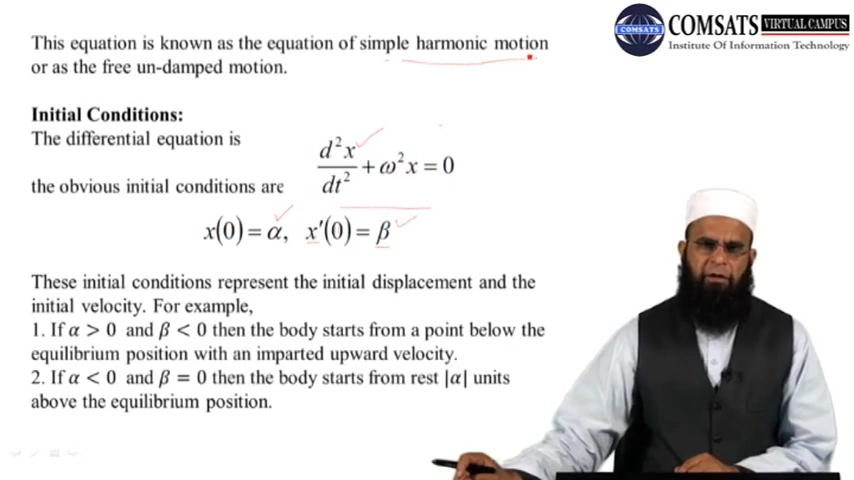 COMSATS VIRTUAL CAMPUS
COMSATS
Institute Of Information Technology
This equation is known as the equation of simple harmonic motion
or as the free un-damped motion.
Initial Conditions:
The differential equation is
d²x/dt² + ω²x = 0
the obvious initial conditions are
x(0) = α, x′(0) = β
These initial conditions represent the initial displacement and the
initial velocity. For example,
1. If α > 0 and β < 0 then the body starts from a point below the
equilibrium position with an imparted upward velocity.
2. If α < 0 and β = 0 then the body starts from rest |α| units
above the equilibrium position.